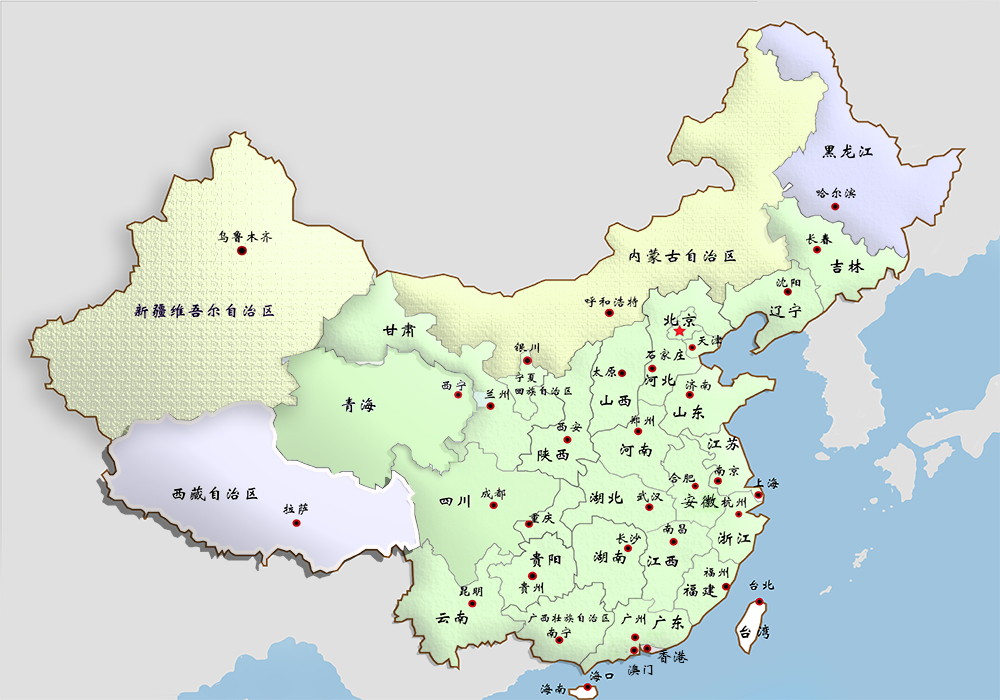 黑龙江
哈尔滨
长春
吉林
乌鲁木齐
内蒙古自治区
沈阳
辽宁
呼和浩特
新疆维吾尔自治区
北京
甘肃
天津
银川
石家庄
太原
宁夏
回族自治区
河北
济南
西宁
兰州
青海
山西
山东
郑州
西安
河南
江苏
陕西
合肥
南京
上海
西藏自治区
四川
成都
湖北
武汉
安徽
杭州
拉萨
重庆
南昌
长沙
浙江
湖南
江西
贵阳
福州
贵州
台北
昆明
福建
云南
广西壮族自治区
广州
广东
南宁
台湾
香港
澳门
海口
海南